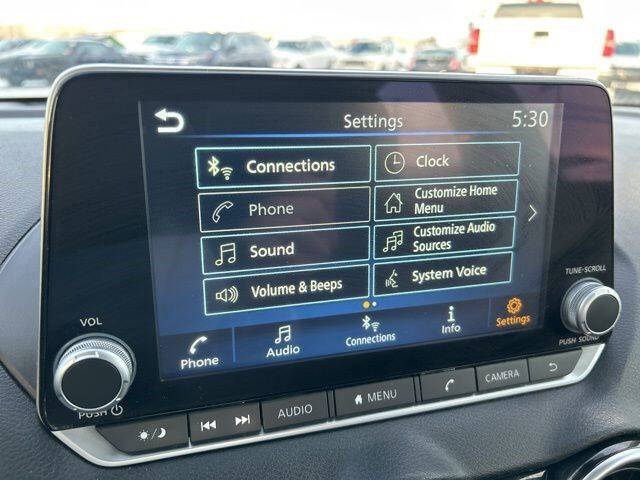 Settings
5:30
Connections
Clock
Phone
Customize Home
Menu
Sound
Customize Audio
Sources
Volume & Beeps
System Voice
Phone
Audio
Connections
Info
Settings
VOL
PUSH
TUNE·SCROLL
PUSH SOUND
AUDIO
MENU
CAMERA